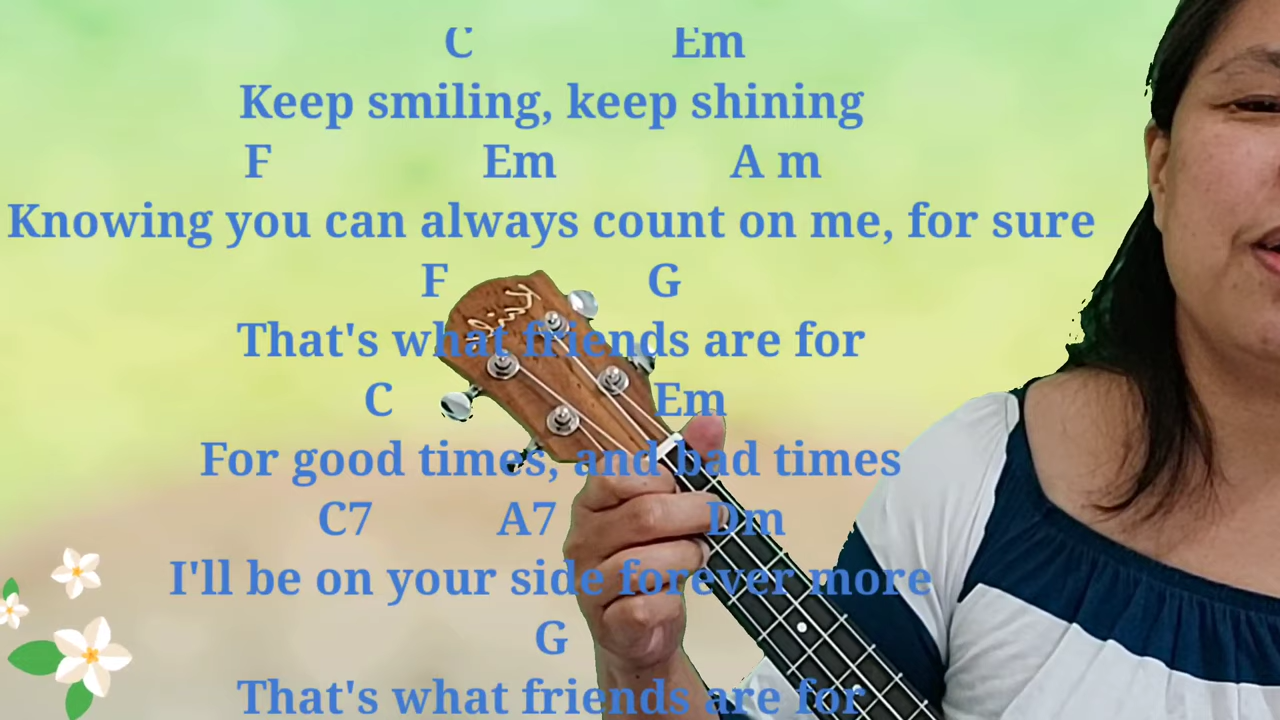 C Em
Keep smiling, keep shining
F Em A m
Knowing you can always count on me, for sure
F G
That's what friends are for
C Em
For good times, and bad times
C7 A7 Dm
I'll be on your side forever more
G
That's what friends are for